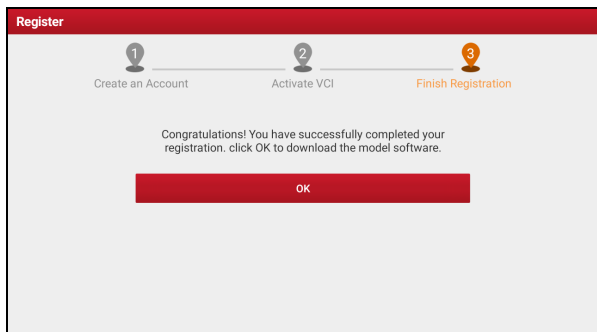 Register
1
2
3
Create an Account
Activate VCI
Finish Registration
Congratulations! You have successfully completed your
registration. click OK to download the model software.
OK